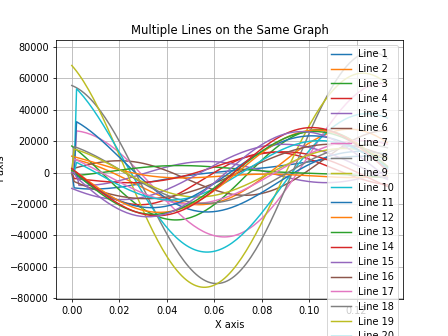 Multiple Lines on the Same Graph
80000
60000
40000
20000
0
−20000
−40000
−60000
−80000
0.00 0.02 0.04 0.06 0.08 0.10
X axis
Line 1
Line 2
Line 3
Line 4
Line 5
Line 6
Line 7
Line 8
Line 9
Line 10
Line 11
Line 12
Line 13
Line 14
Line 15
Line 16
Line 17
Line 18
Line 19
Line 20